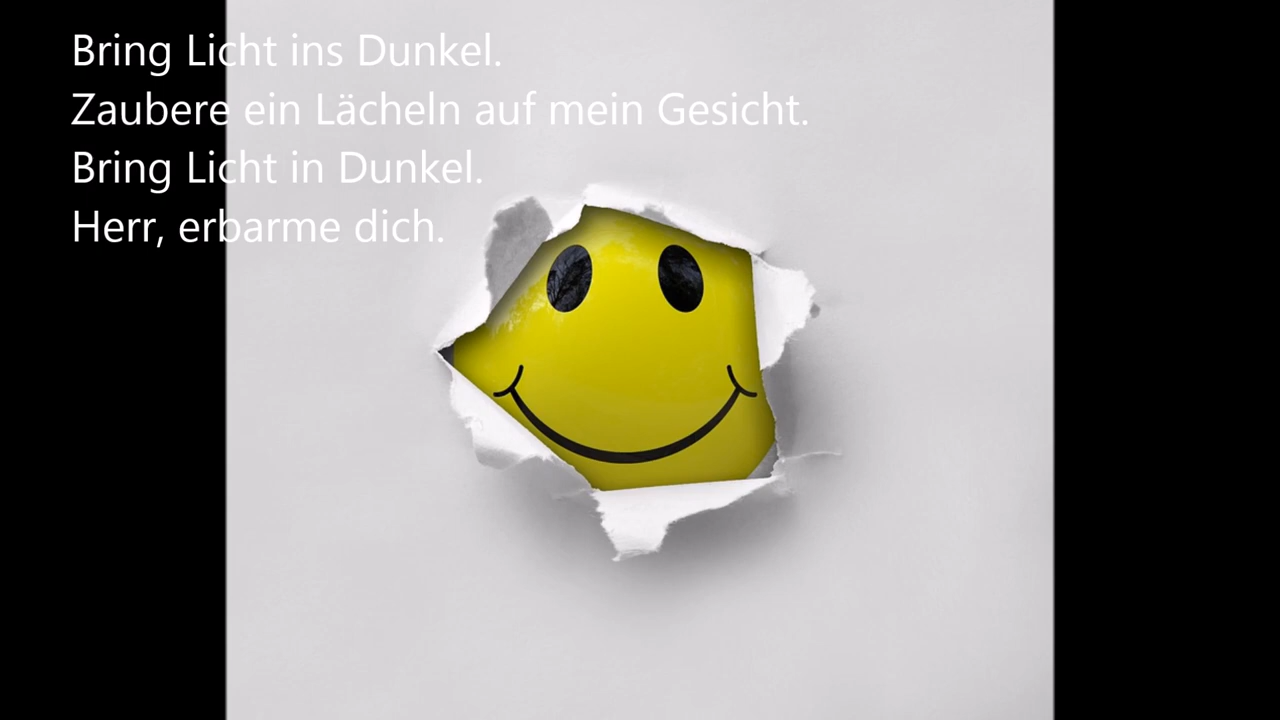 Bring Licht ins Dunkel.
Zaubere ein Lächeln auf mein Gesicht.
Bring Licht in Dunkel.
Herr, erbarme dich.